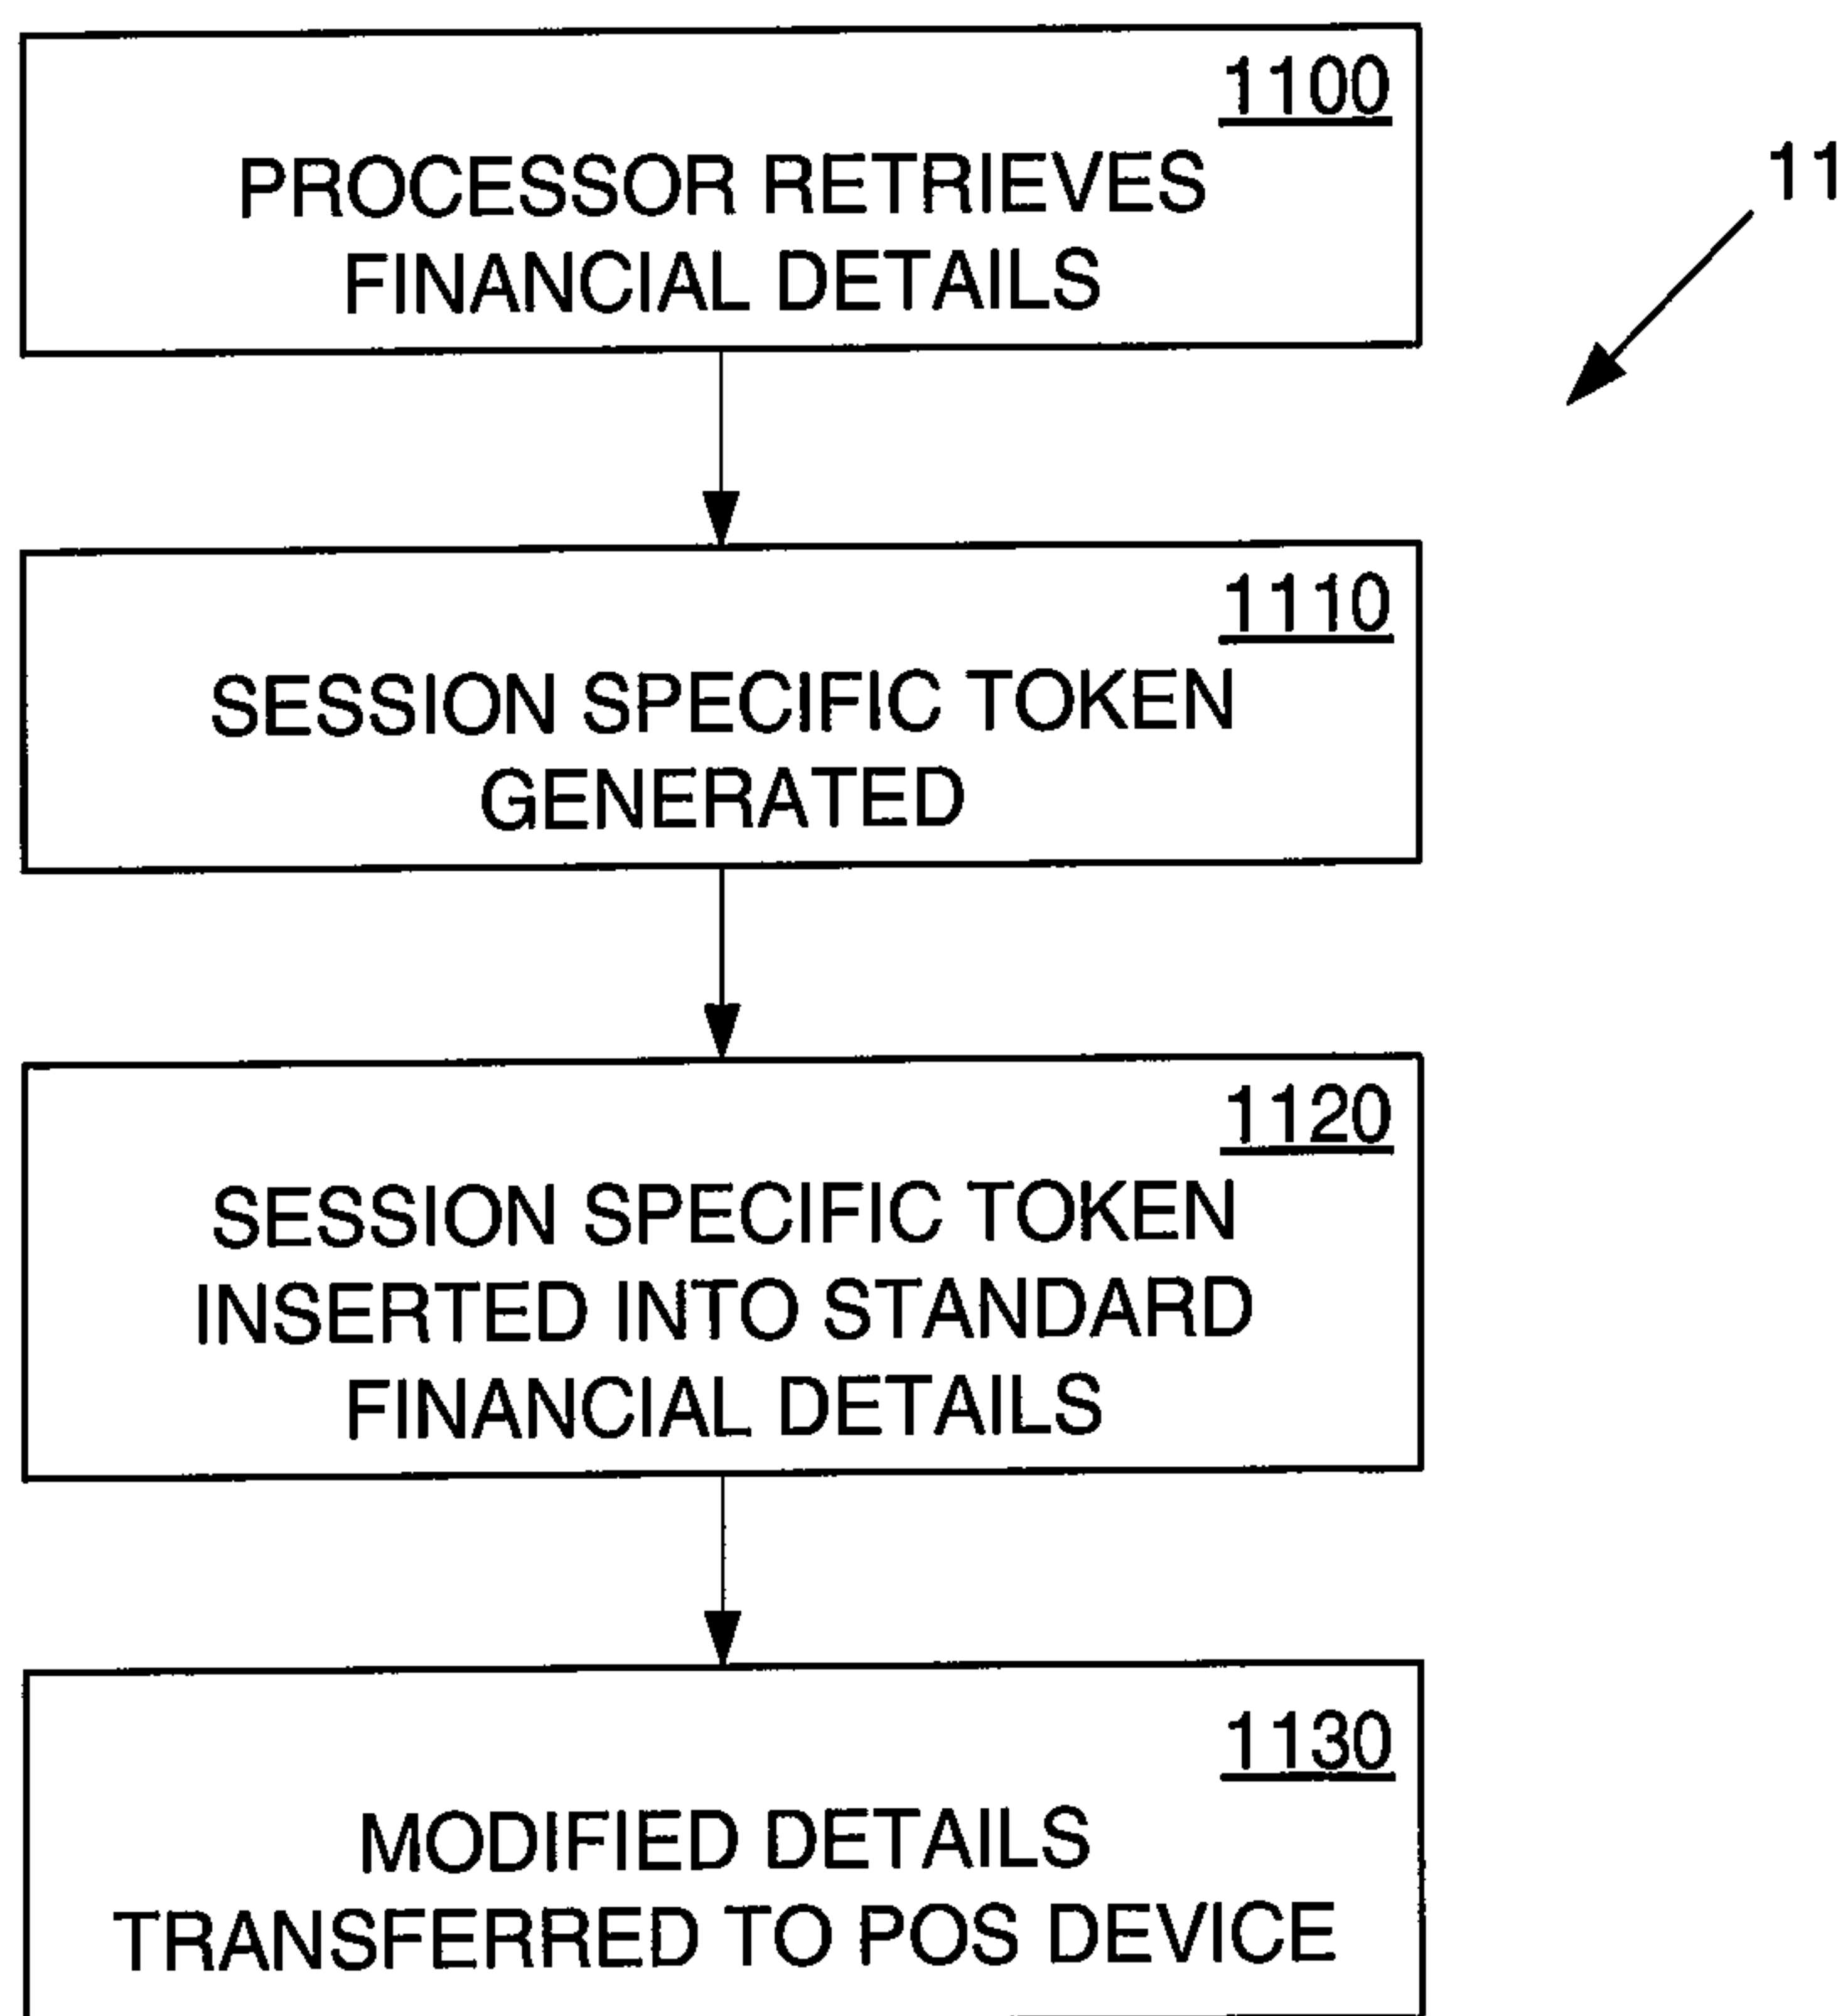 1100
PROCESSOR RETRIEVES
FINANCIAL DETAILS
11
1110
SESSION SPECIFIC TOKEN
GENERATED
1120
SESSION SPECIFIC TOKEN
INSERTED INTO STANDARD
FINANCIAL DETAILS
1130
MODIFIED DETAILS
TRANSFERRED TO POS DEVICE